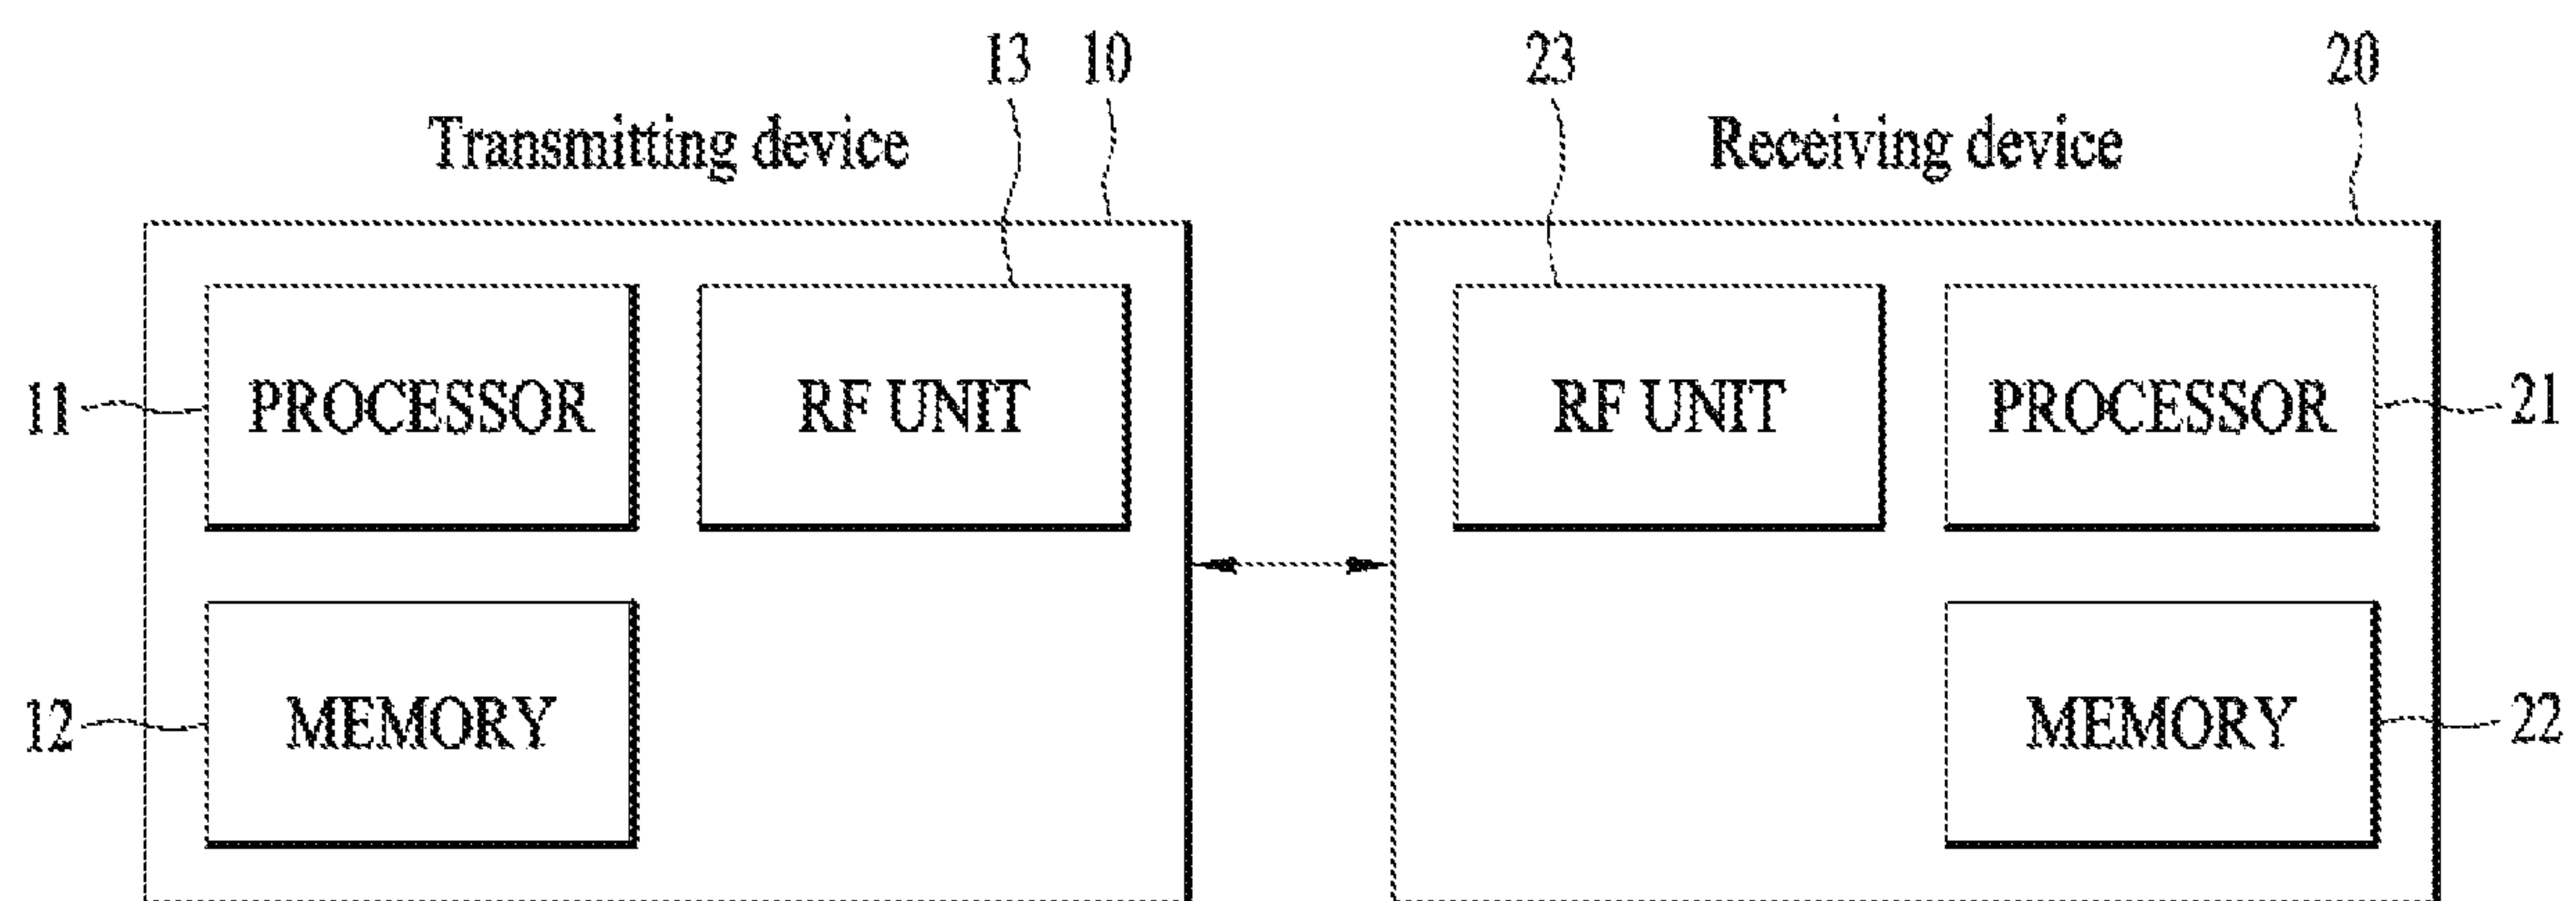 13 10 23 20
Transmitting device Receiving device
11 PROCESSOR RF UNIT RF UNIT PROCESSOR 21
12 MEMORY MEMORY 22